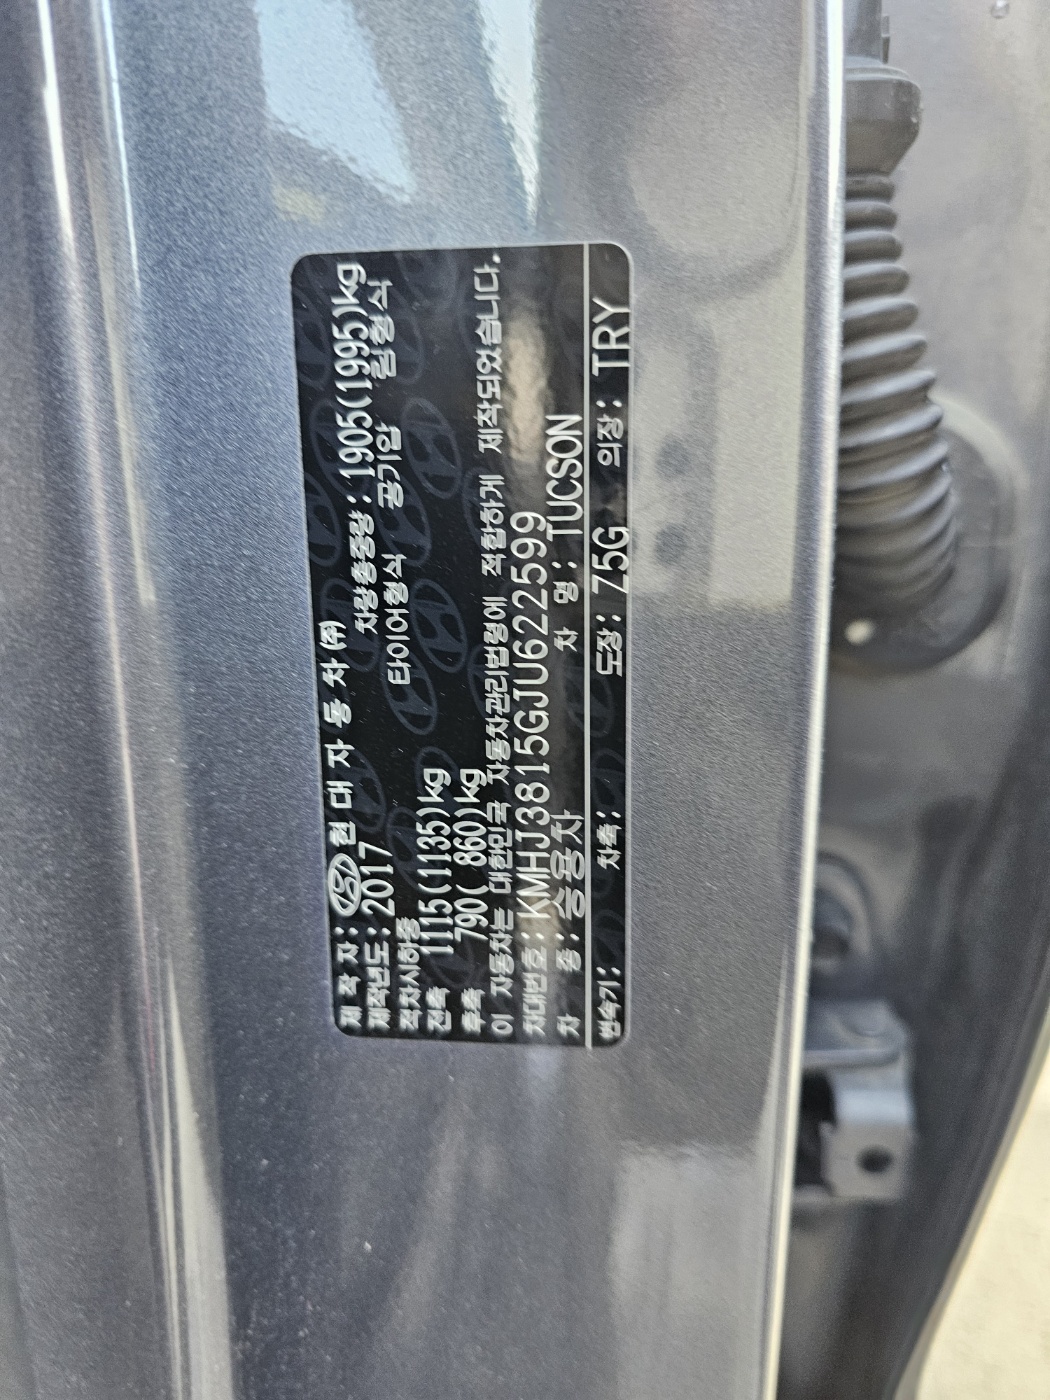 제 작 자 : 현 대 자 동 차 ㈜
제작년도 : 2017 차량총중량 : 1905(1995)kg
적차시하중 타이어형식 공기압 림형식
전축 1115(1135)kg
후축 790( 860)kg
이 자동차는 대한민국 자동차관리법령에 적합하게 제작되었습니다.
차대번호 : KMHJ3815GJU622599
차 종 : 승용차 차 명 : TUCSON
변속기 : 차축 : 도장 : Z5G 의장 : TRY